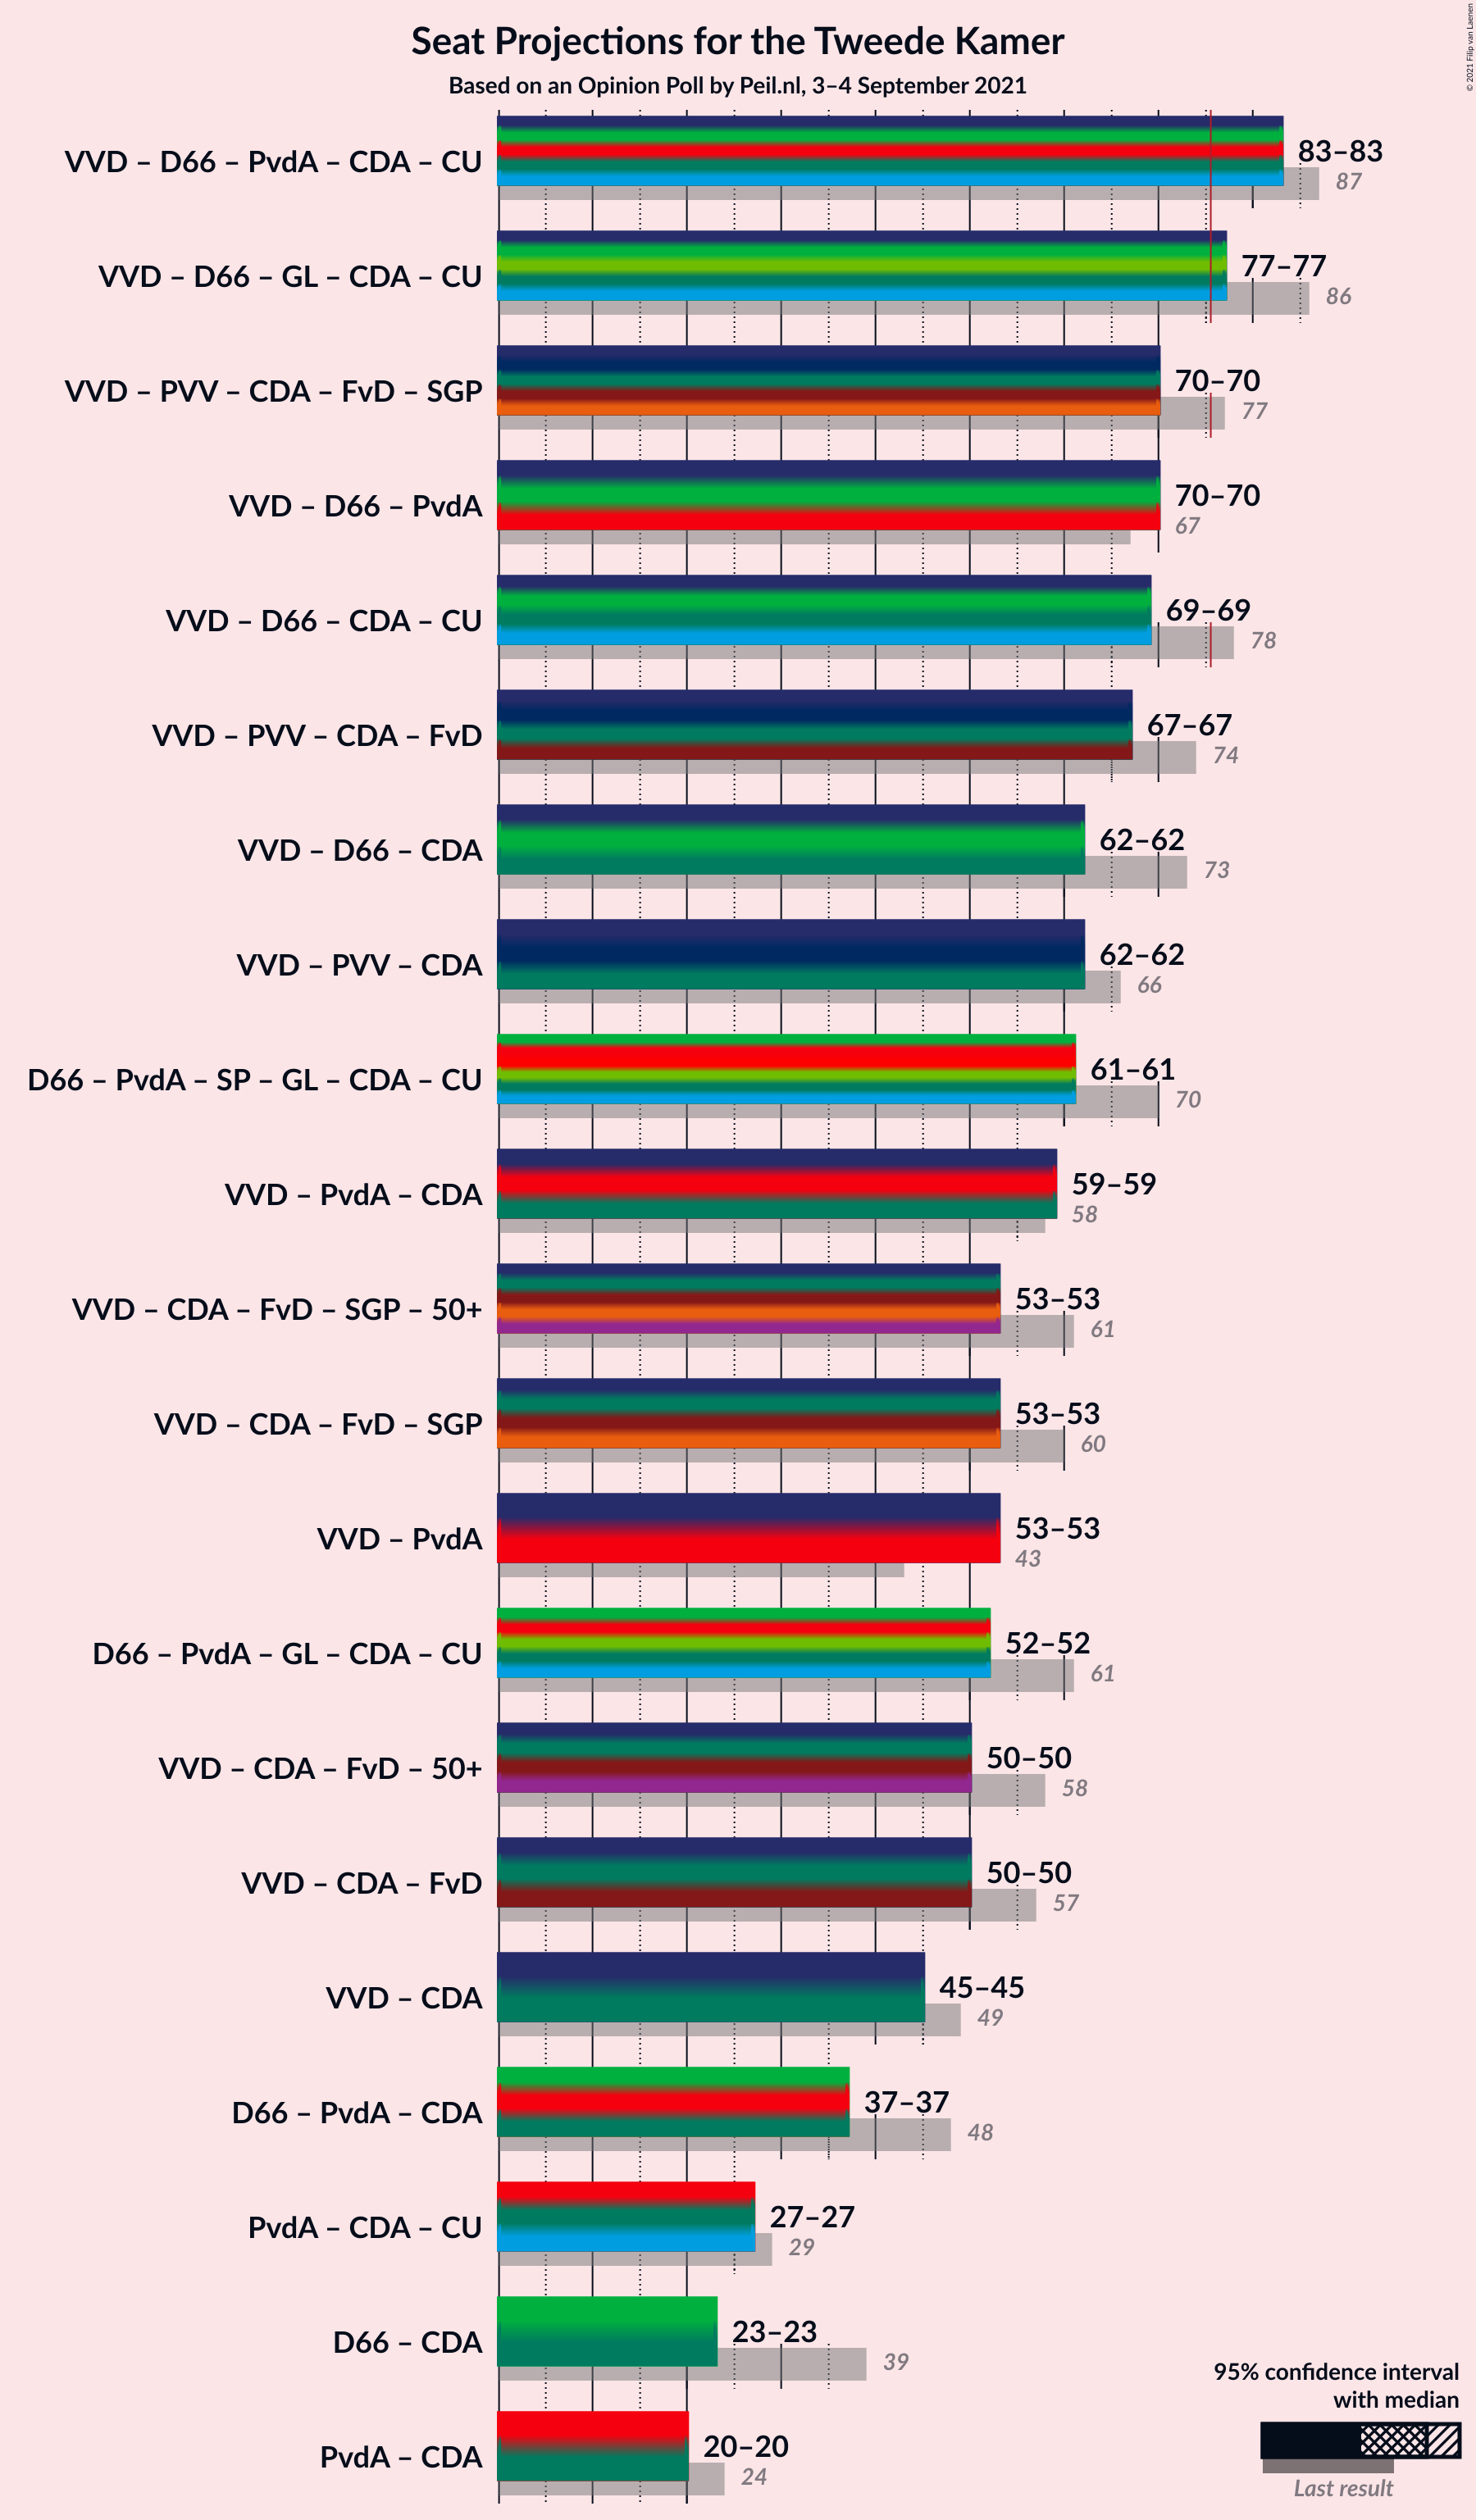 Seat Projections for the Tweede Kamer
Based on an Opinion Poll by Peil.nl, 3–4 September 2021
© 2021 Filip van Laenen
VVD – D66 – PvdA – CDA – CU
83–83
87
VVD – D66 – GL – CDA – CU
77–77
86
VVD – PVV – CDA – FvD – SGP
70–70
77
VVD – D66 – PvdA
70–70
67
VVD – D66 – CDA – CU
69–69
78
VVD – PVV – CDA – FvD
67–67
74
VVD – D66 – CDA
62–62
73
VVD – PVV – CDA
62–62
66
D66 – PvdA – SP – GL – CDA – CU
61–61
70
VVD – PvdA – CDA
59–59
58
VVD – CDA – FvD – SGP – 50+
53–53
61
VVD – CDA – FvD – SGP
53–53
60
VVD – PvdA
53–53
43
D66 – PvdA – GL – CDA – CU
52–52
61
VVD – CDA – FvD – 50+
50–50
58
VVD – CDA – FvD
50–50
57
VVD – CDA
45–45
49
D66 – PvdA – CDA
37–37
48
PvdA – CDA – CU
27–27
29
D66 – CDA
23–23
39
PvdA – CDA
20–20
24
95% confidence interval
with median
Last result